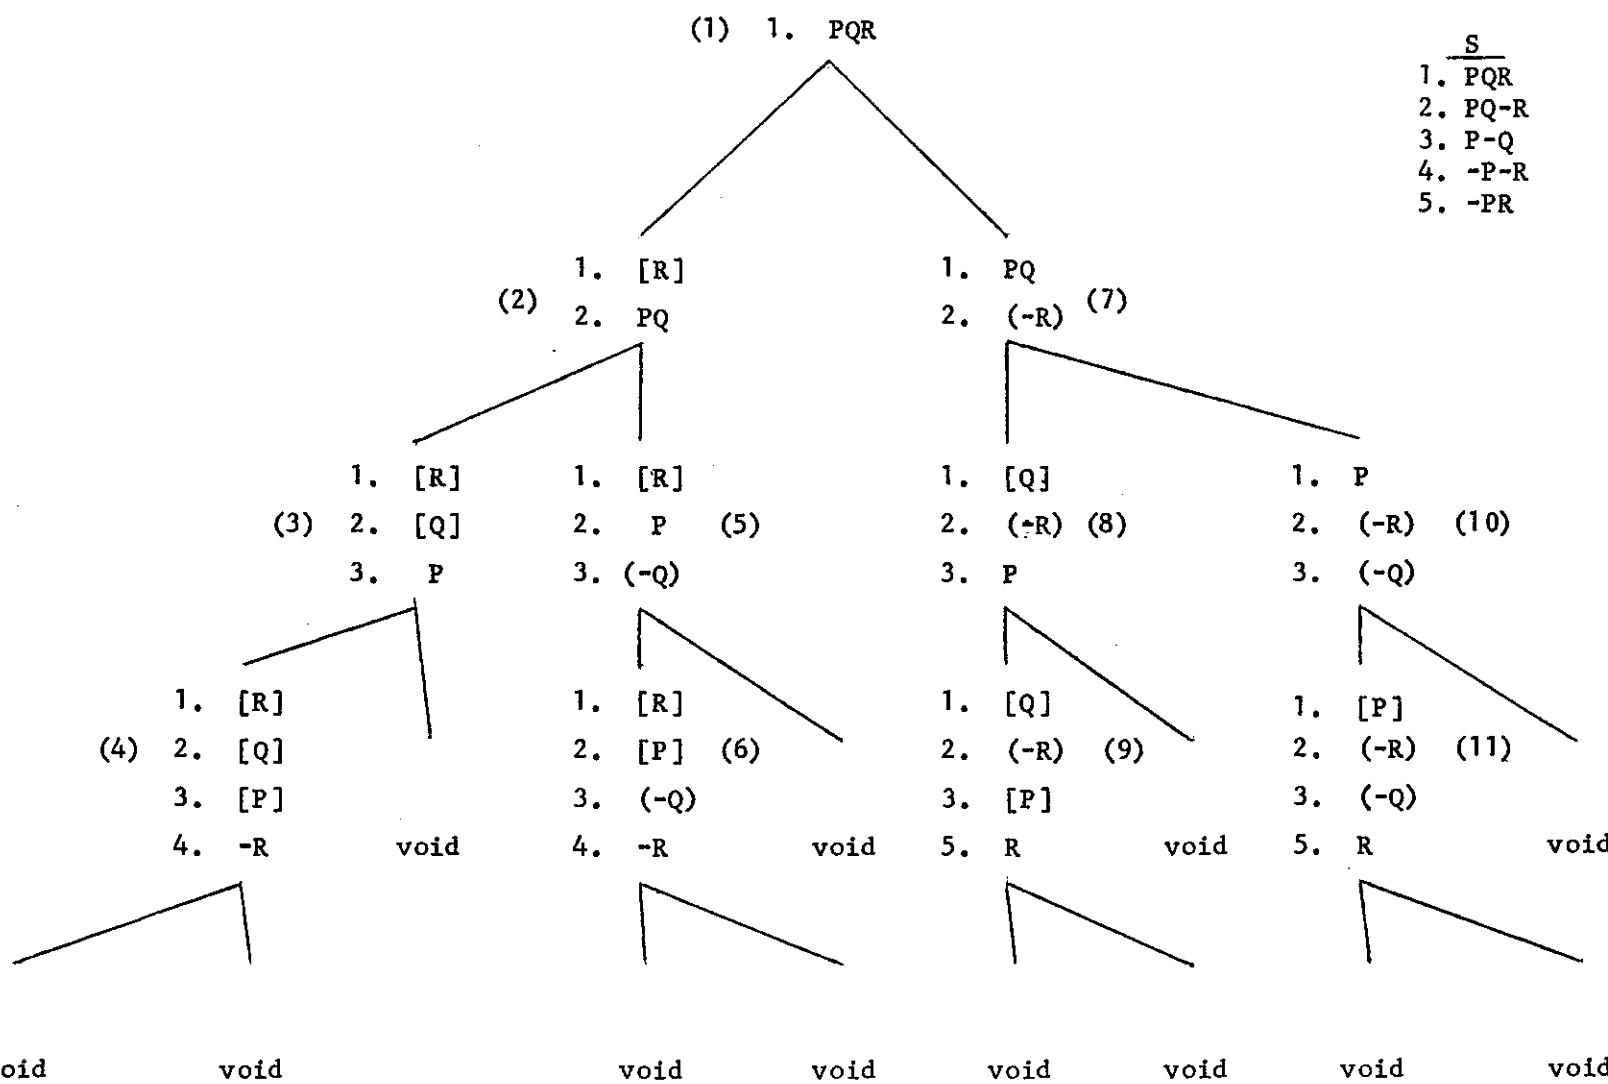 (1) 1. PQR
S
1. PQR
2. PQ-R
3. P-Q
4. -P-R
5. -PR
(2)
1. [R]
2. PQ
1. PQ
2. (-R)
(7)
(3)
1. [R]
2. [Q]
3. P
1. [R]
2. P (5)
3. (-Q)
1. [Q]
2. (-R) (8)
3. P
1. P
2. (-R) (10)
3. (-Q)
(4)
1. [R]
2. [Q]
3. [P]
4. -R
void
1. [R]
2. [P] (6)
3. (-Q)
4. -R
void
1. [Q]
2. (-R) (9)
3. [P]
5. R
void
1. [P]
2. (-R) (11)
3. (-Q)
5. R
void
oid void void void void void void void